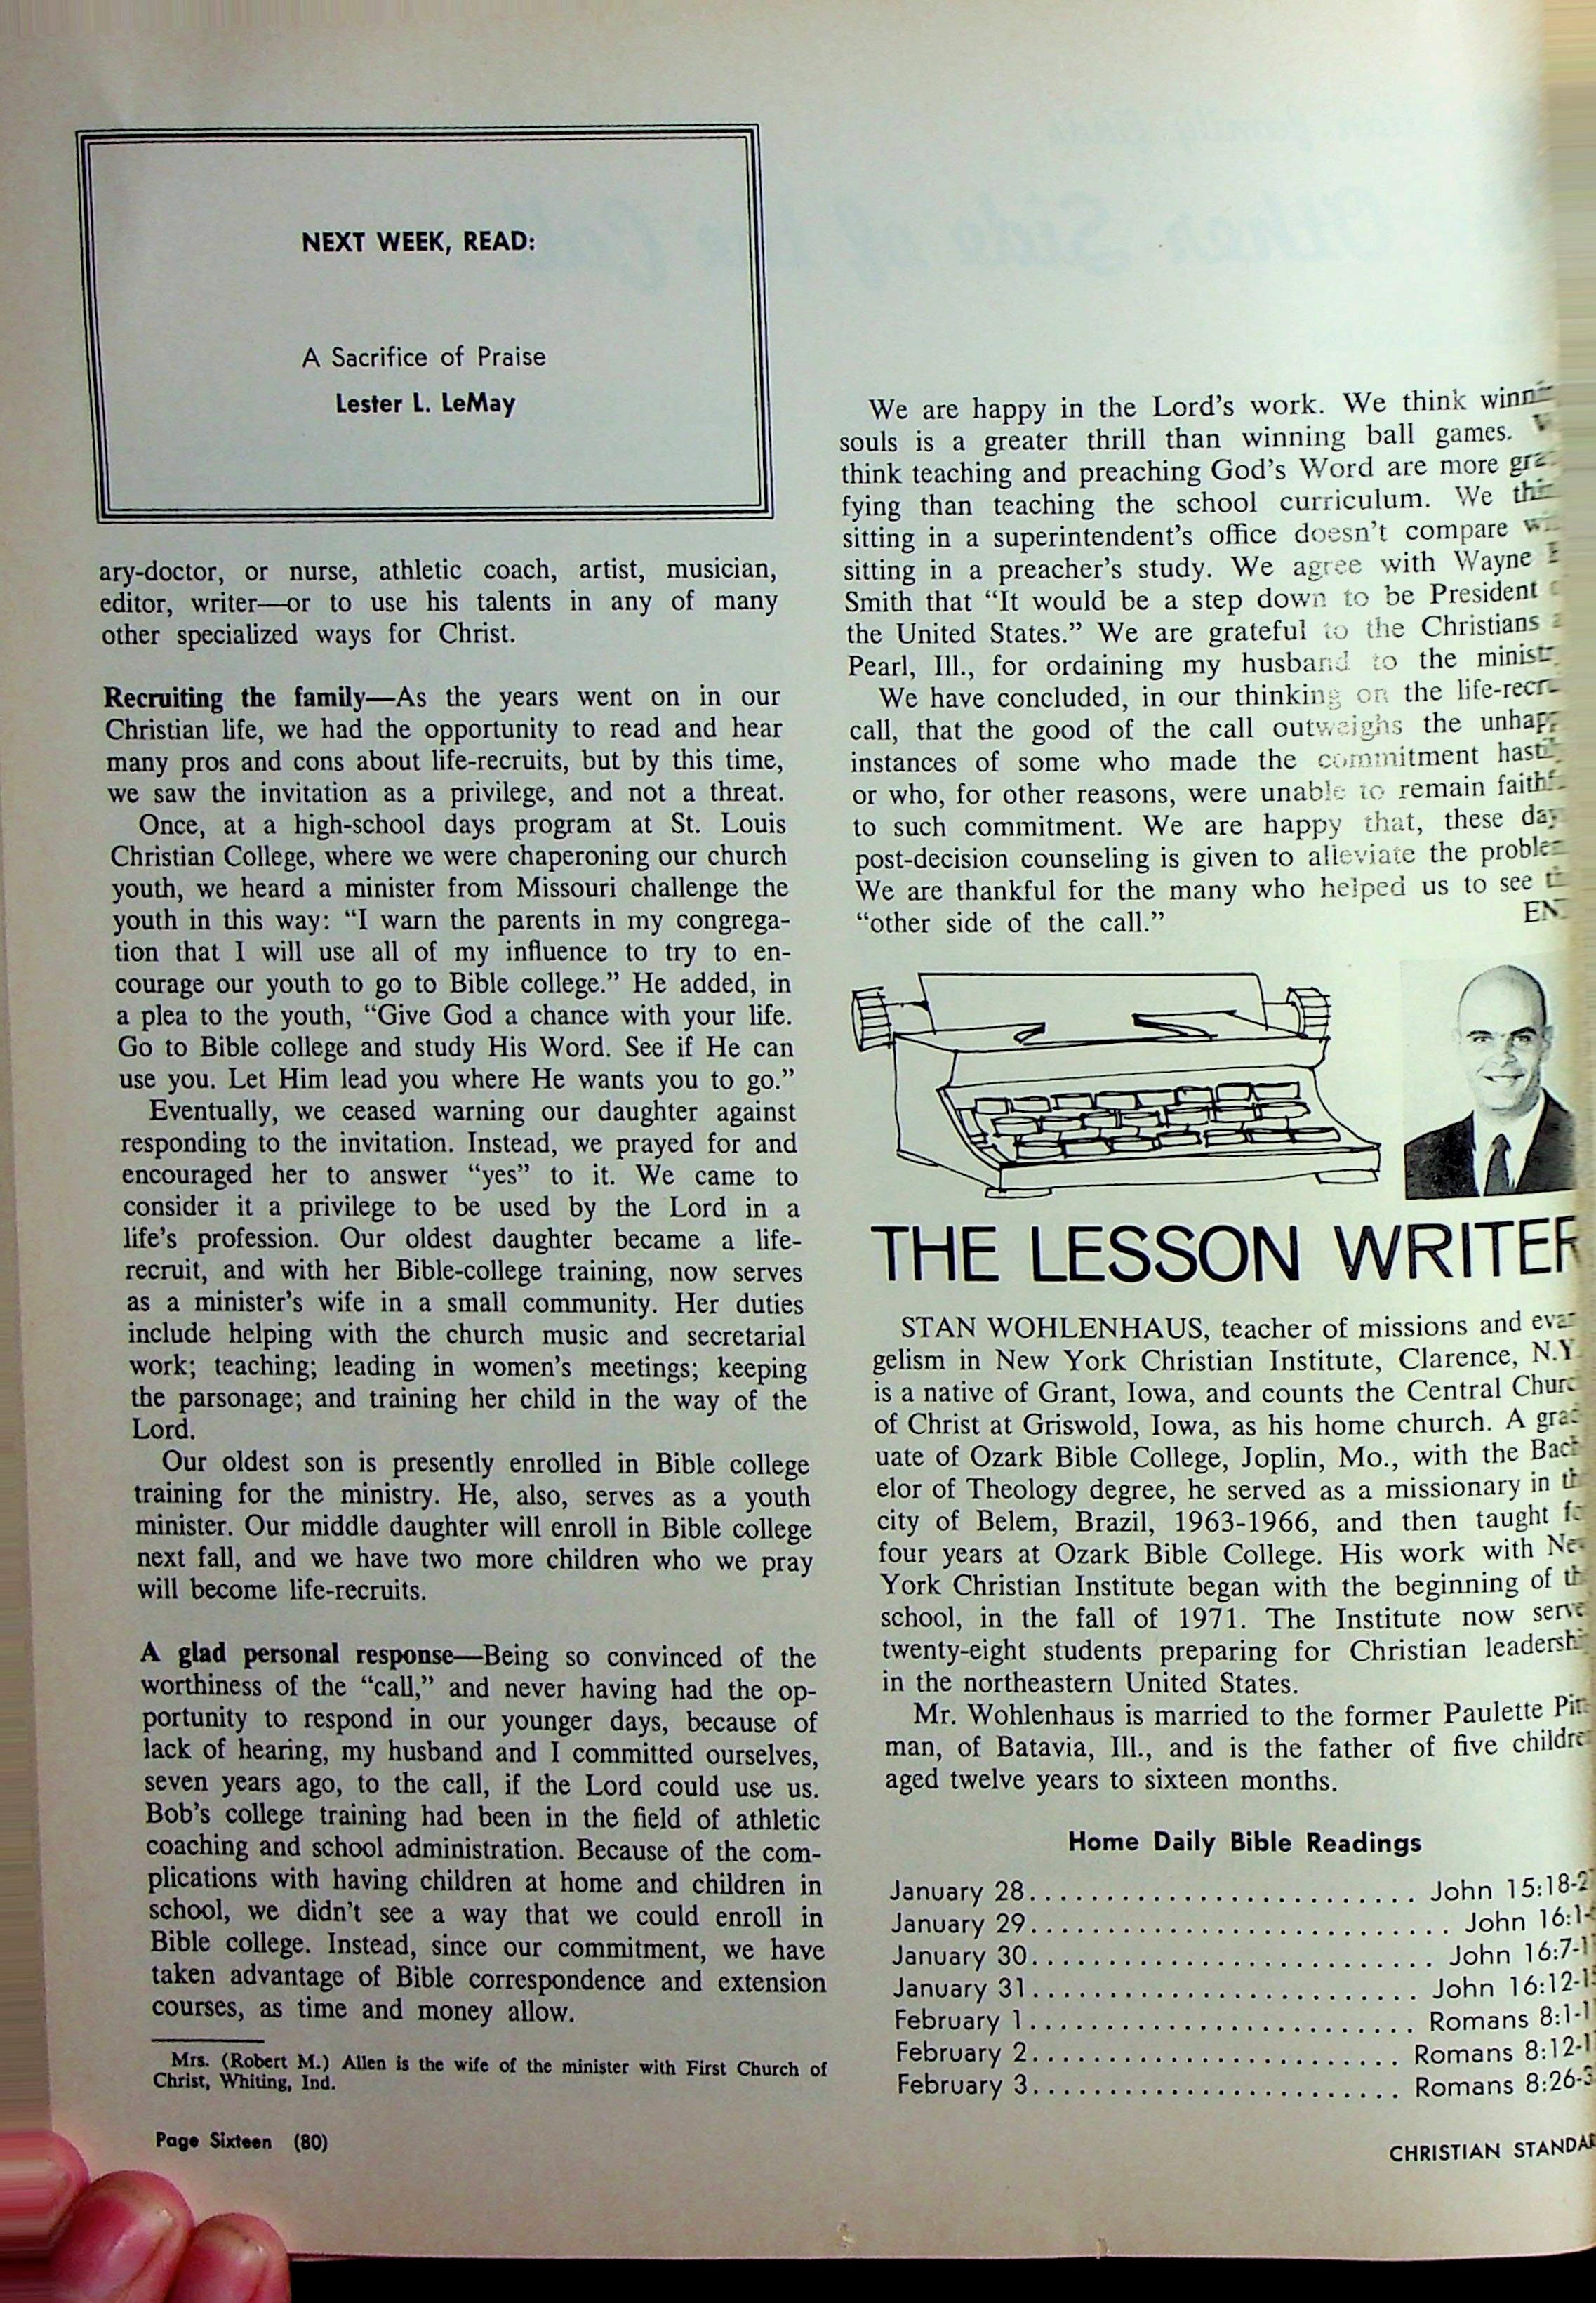 NEXT WEEK, READ:
A Sacrifice of Praise
Lester L. LeMay
ary-doctor, or nurse, athletic coach, artist, musician,
editor, writer—or to use his talents in any of many
other specialized ways for Christ.
Recruiting the family—As the years went on in our
Christian life, we had the opportunity to read and hear
many pros and cons about life-recruits, but by this time,
we saw the invitation as a privilege, and not a threat.
Once, at a high-school days program at St. Louis
Christian College, where we were chaperoning our church
youth, we heard a minister from Missouri challenge the
youth in this way: “I warn the parents in my congrega-
tion that I will use all of my influence to try to en-
courage our youth to go to Bible college.” He added, in
a plea to the youth, “Give God a chance with your life.
Go to Bible college and study His Word. See if He can
use you. Let Him lead you where He wants you to go.”
Eventually, we ceased warning our daughter against
responding to the invitation. Instead, we prayed for and
encouraged her to answer “yes” to it. We came to
consider it a privilege to be used by the Lord in a
life’s profession. Our oldest daughter became a life-
recruit, and with her Bible-college training, now serves
as a minister’s wife in a small community. Her duties
include helping with the church music and secretarial
work; teaching; leading in women’s meetings; keeping
the parsonage; and training her child in the way of the
Lord.
Our oldest son is presently enrolled in Bible college
training for the ministry. He, also, serves as a youth
minister. Our middle daughter will enroll in Bible college
next fall, and we have two more children who we pray
will become life-recruits.
A glad personal response—Being so convinced of the
worthiness of the “call,” and never having had the op-
portunity to respond in our younger days, because of
lack of hearing, my husband and I committed ourselves,
seven years ago, to the call, if the Lord could use us.
Bob’s college training had been in the field of athletic
coaching and school administration. Because of the com-
plications with having children at home and children in
school, we didn’t see a way that we could enroll in
Bible college. Instead, since our commitment, we have
taken advantage of Bible correspondence and extension
courses, as time and money allow.
Mrs. (Robert M.) Allen is the wife of the minister with First Church of
Christ, Whiting, Ind.
Page Sixteen (80)
We are happy in the Lord’s work. We think
souls is a greater thrill than winning ball games.
think teaching and preaching God’s Word are more
fying than teaching the school curriculum. We
sitting in a superintendent’s office doesn’t compare
sitting in a preacher’s study. We agree with Wayne
Smith that “It would be a step down to be President
the United States.” We are grateful to the Christians
Pearl, Ill., for ordaining my husband to the
We have concluded, in our thinking on the
call, that the good of the call outweighs the
instances of some who made the commitment
or who, for other reasons, were unable to remain
to such commitment. We are happy that, these
post-decision counseling is given to alleviate the
We are thankful for the many who helped us to see
“other side of the call.”
THE LESSON WRITER
STAN WOHLENHAUS, teacher of missions and
gelism in New York Christian Institute, Clarence, N.Y.
is a native of Grant, Iowa, and counts the Central
of Christ at Griswold, Iowa, as his home church. A
uate of Ozark Bible College, Joplin, Mo., with the
elor of Theology degree, he served as a missionary in
city of Belem, Brazil, 1963-1966, and then taught
four years at Ozark Bible College. His work with
York Christian Institute began with the beginning of
school, in the fall of 1971. The Institute now
twenty-eight students preparing for Christian
in the northeastern United States.
Mr. Wohlenhaus is married to the former Paulette
man, of Batavia, Ill., and is the father of five
aged twelve years to sixteen months.
Home Daily Bible Readings
January 28 John 15:18-2
January 29 John 16:1-
January 30 John 16:7-1
January 31 John 16:12-1
February 1 Romans 8:1-1
February 2 Romans 8:12-1
February 3 Romans 8:26-3
CHRISTIAN